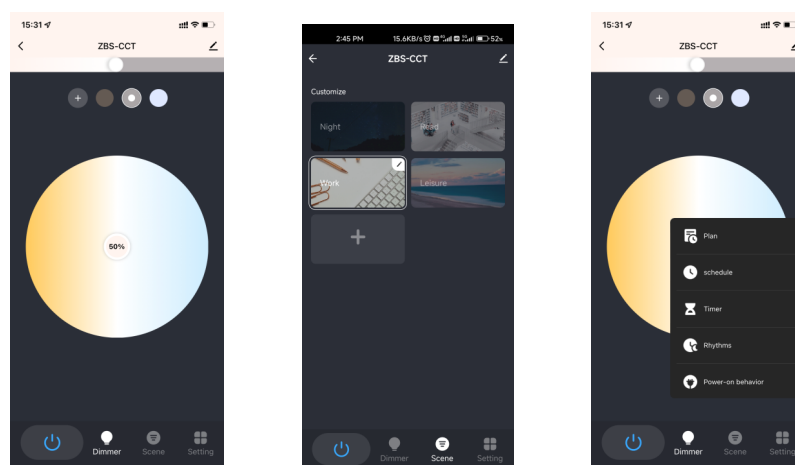 15:31
ZBS-CCT
50%
Dimmer
Scene
Setting
2:45 PM
15.6KB/s
52%
ZBS-CCT
Customize
Night
Read
Work
Leisure
Dimmer
Scene
Setting
15:31
ZBS-CCT
Plan
schedule
Timer
Rhythms
Power-on behavior
Dimmer
Scene
Setting